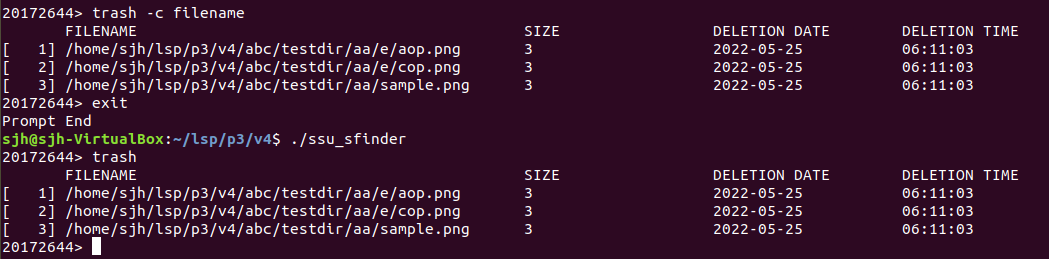 20172644> trash -c filename
FILENAME SIZE DELETION DATE DELETION TIME
[ 1] /home/sjh/lsp/p3/v4/abc/testdir/aa/e/aop.png 3 2022-05-25 06:11:03
[ 2] /home/sjh/lsp/p3/v4/abc/testdir/aa/e/cop.png 3 2022-05-25 06:11:03
[ 3] /home/sjh/lsp/p3/v4/abc/testdir/aa/sample.png 3 2022-05-25 06:11:03
20172644> exit
Prompt End
sjh@sjh-VirtualBox:~/lsp/p3/v4$ ./ssu_sfinder
20172644> trash
FILENAME SIZE DELETION DATE DELETION TIME
[ 1] /home/sjh/lsp/p3/v4/abc/testdir/aa/e/aop.png 3 2022-05-25 06:11:03
[ 2] /home/sjh/lsp/p3/v4/abc/testdir/aa/e/cop.png 3 2022-05-25 06:11:03
[ 3] /home/sjh/lsp/p3/v4/abc/testdir/aa/sample.png 3 2022-05-25 06:11:03
20172644>